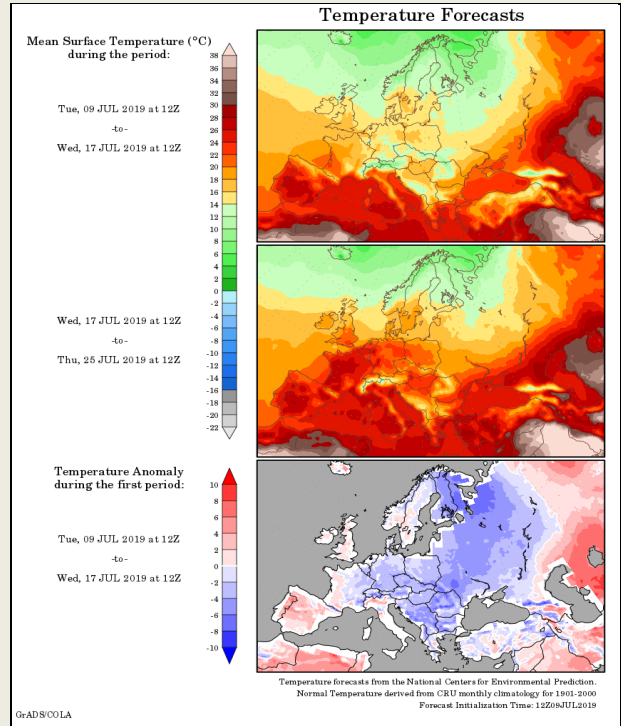 Temperature Forecasts
Mean Surface Temperature (°C)
during the period:
Tue, 09 JUL 2019 at 12Z
-to-
Wed, 17 JUL 2019 at 12Z
38
36
34
32
30
28
26
24
22
20
18
16
14
12
10
8
6
4
2
0
-2
-4
-6
-8
-10
-12
-14
-16
-18
-20
-22
Wed, 17 JUL 2019 at 12Z
-to-
Thu, 25 JUL 2019 at 12Z
Temperature Anomaly
during the first period:
Tue, 09 JUL 2019 at 12Z
-to-
Wed, 17 JUL 2019 at 12Z
10
8
6
4
2
0
-2
-4
-6
-8
-10
Temperature forecasts from the National Centers for Environmental Prediction.
Normal Temperature derived from CRU monthly climatology for 1901-2000
Forecast Initialization Time: 12Z09JUL2019
GrADS/COLA